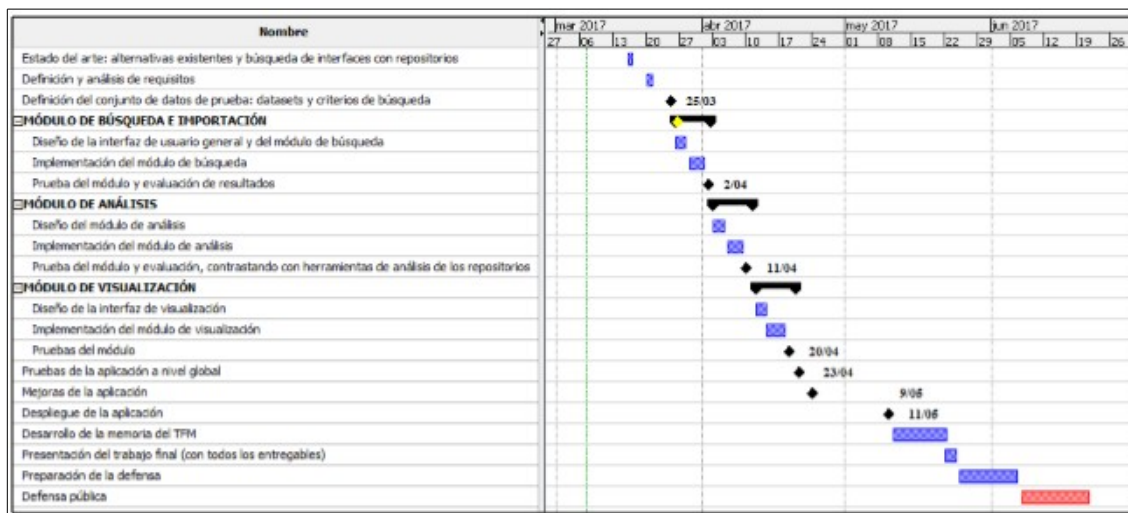 Nombre
mar 2017 abr 2017 may 2017 jun 2017
27 06 13 20 27 03 10 17 24 01 08 15 22 29 05 12 19 26
Estado del arte: alternativas existentes y búsqueda de interfaces con repositorios
Definición y análisis de requisitos
Definición del conjunto de datos de prueba: datasets y criterios de búsqueda 25/03
MÓDULO DE BÚSQUEDA E IMPORTACIÓN
Diseño de la interfaz de usuario general y del módulo de búsqueda
Implementación del módulo de búsqueda
Prueba del módulo y evaluación de resultados 2/04
MÓDULO DE ANÁLISIS
Diseño del módulo de análisis
Implementación del módulo de análisis
Prueba del módulo y evaluación, contrastando con herramientas de análisis de los repositorios 11/04
MÓDULO DE VISUALIZACIÓN
Diseño de la interfaz de visualización
Implementación del módulo de visualización
Pruebas del módulo 20/04
Pruebas de la aplicación a nivel global 23/04
Mejoras de la aplicación 9/05
Despliegue de la aplicación 11/05
Desarrollo de la memoria del TFM
Presentación del trabajo final (con todos los entregables)
Preparación de la defensa
Defensa pública